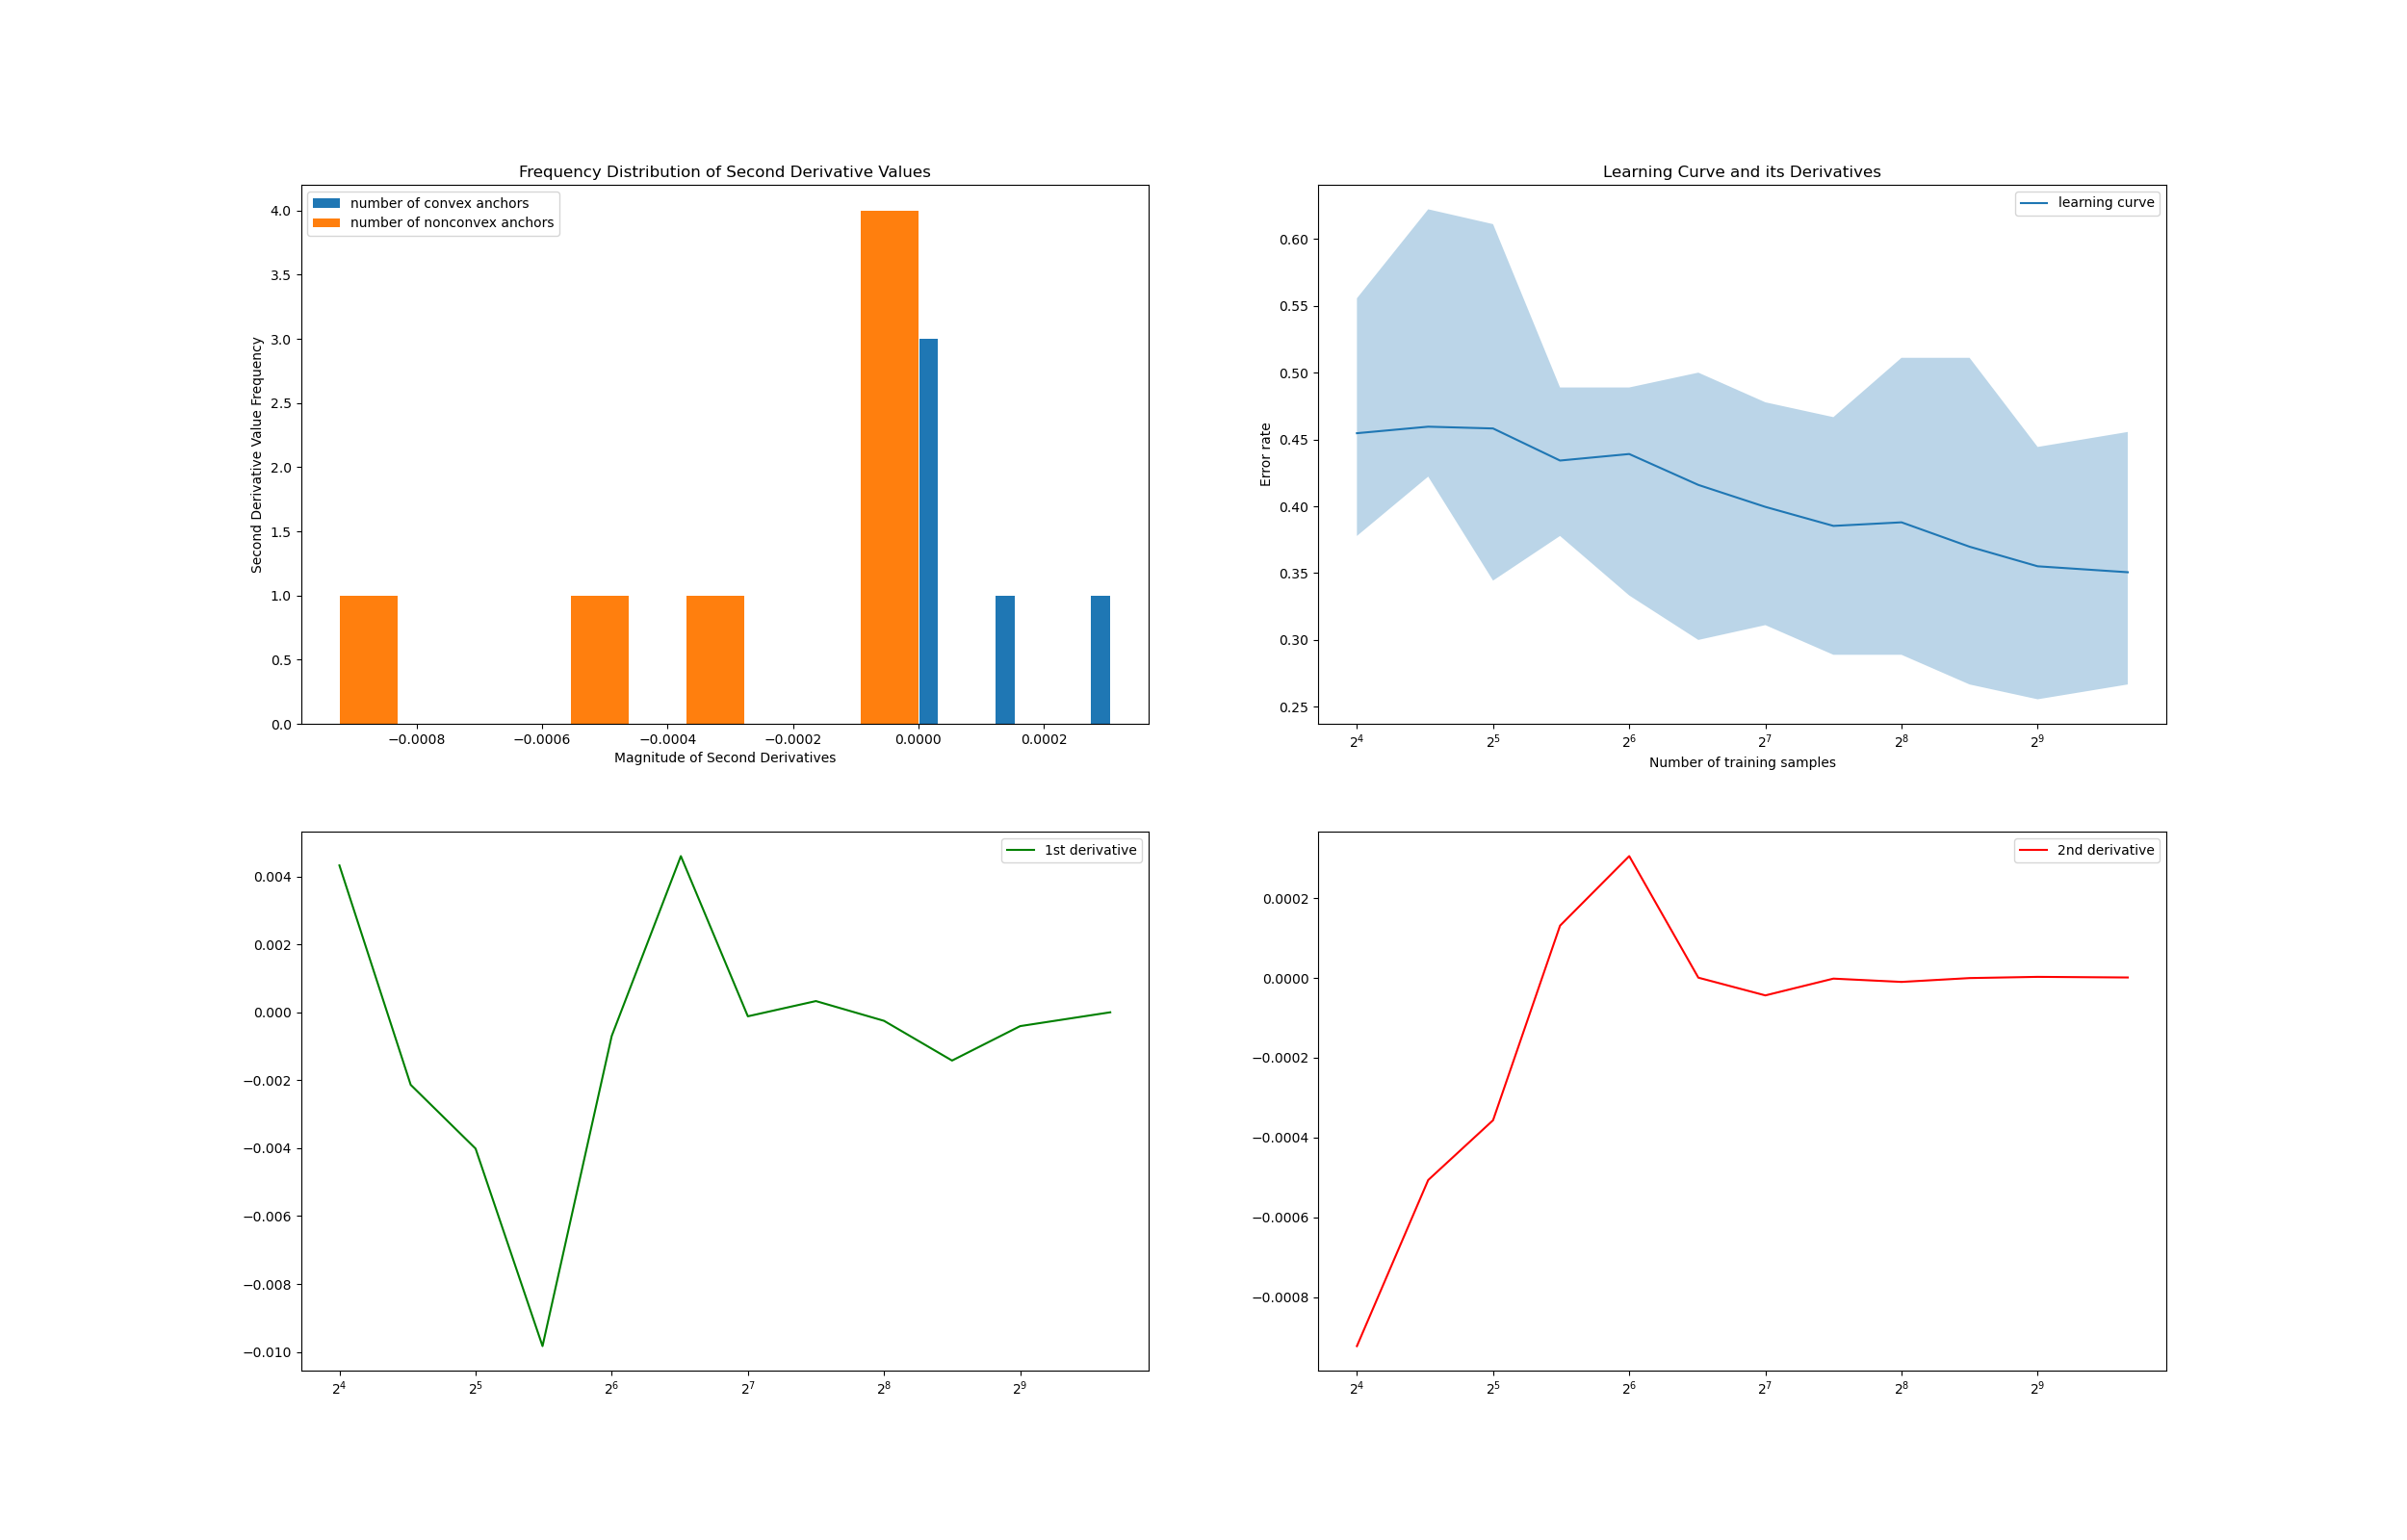 Frequency Distribution of Second Derivative Values
number of convex anchors
number of nonconvex anchors
4.0
3.5
3.0
2.5
2.0
1.5
1.0
0.5
0.0
Second Derivative Value Frequency
−0.0008 −0.0006 −0.0004 −0.0002 0.0000 0.0002
Magnitude of Second Derivatives
Learning Curve and its Derivatives
learning curve
0.60
0.55
0.50
0.45
0.40
0.35
0.30
0.25
Error rate
2⁴ 2⁵ 2⁶ 2⁷ 2⁸ 2⁹
Number of training samples
1st derivative
0.004
0.002
0.000
−0.002
−0.004
−0.006
−0.008
−0.010
2⁴ 2⁵ 2⁶ 2⁷ 2⁸ 2⁹
2nd derivative
0.0002
0.0000
−0.0002
−0.0004
−0.0006
−0.0008
2⁴ 2⁵ 2⁶ 2⁷ 2⁸ 2⁹